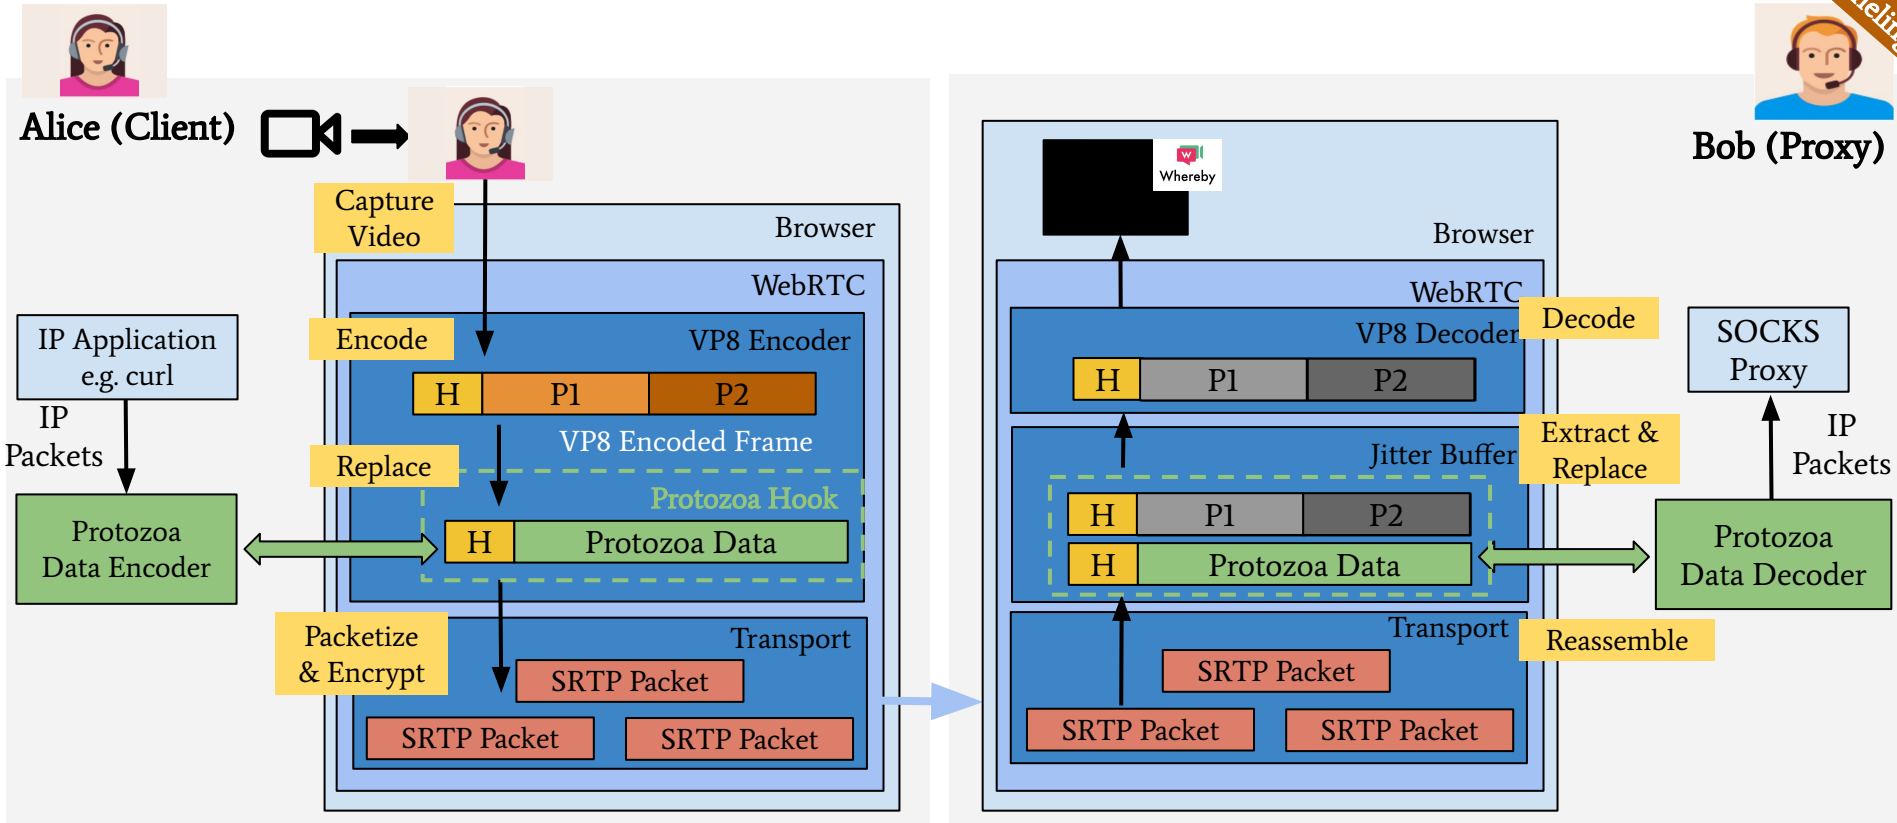 Alice (Client)
Capture
Video
Browser
WebRTC
Encode
VP8 Encoder
H
P1
P2
VP8 Encoded Frame
IP Application
e.g. curl
IP
Packets
Replace
Protozoa Hook
H
Protozoa Data
Protozoa
Data Encoder
Packetize
& Encrypt
Transport
SRTP Packet
SRTP Packet
SRTP Packet
Bob (Proxy)
W
Whereby
Browser
WebRTC
Decode
VP8 Decoder
H
P1
P2
SOCKS
Proxy
Extract &
Replace
Jitter Buffer
IP
Packets
H
P1
P2
H
Protozoa Data
Protozoa
Data Decoder
Transport
Reassemble
SRTP Packet
SRTP Packet
SRTP Packet